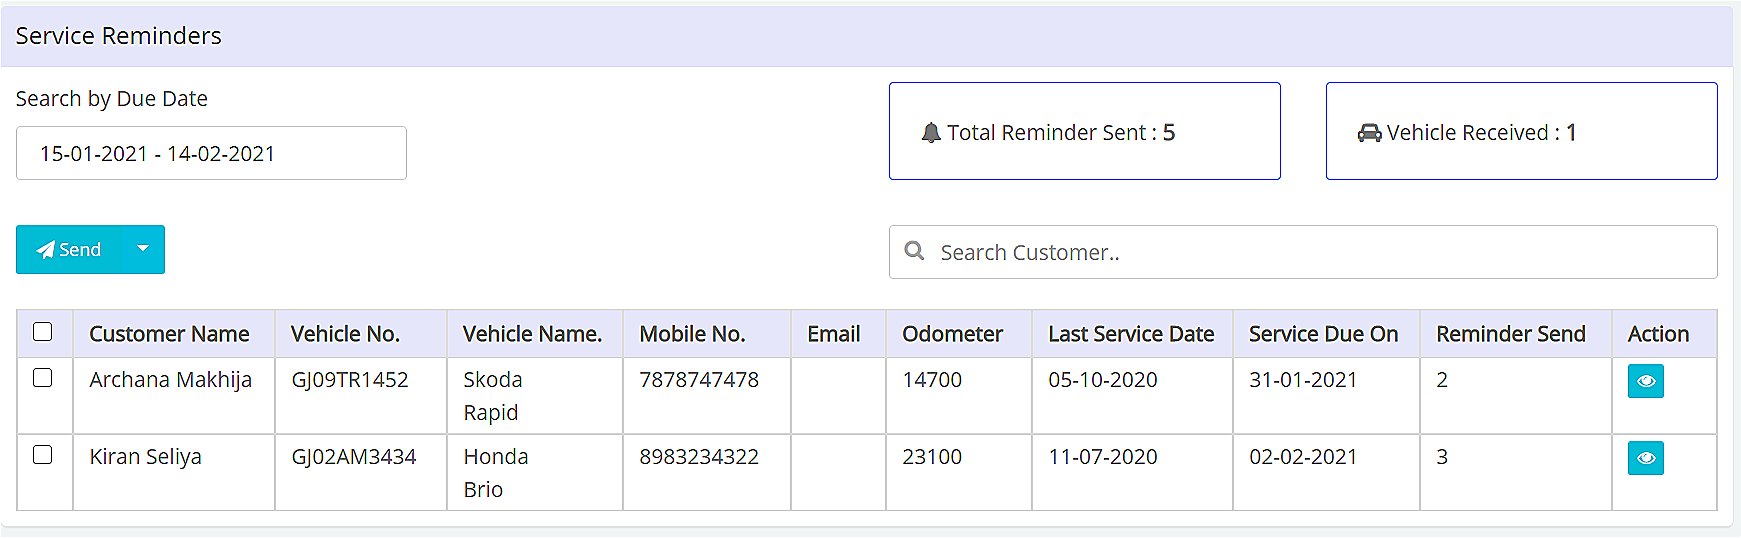 Service Reminders
Search by Due Date
15-01-2021 - 14-02-2021
Total Reminder Sent : 5
Vehicle Received : 1
Send
Search Customer..
Customer Name Vehicle No. Vehicle Name. Mobile No. Email Odometer Last Service Date Service Due On Reminder Send Action
Archana Makhija GJ09TR1452 Skoda 7878747478 14700 05-10-2020 31-01-2021 2
Rapid
Kiran Seliya GJ02AM3434 Honda 8983234322 23100 11-07-2020 02-02-2021 3
Brio